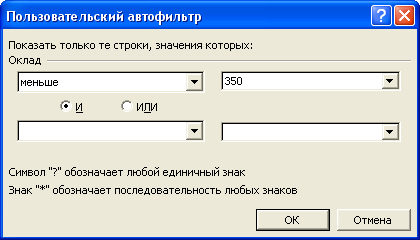 Пользовательский автофильтр
Показать только те строки, значения которых:
Оклад
меньше 350
И ИЛИ
Символ "?" обозначает любой единичный знак
Знак "*" обозначает последовательность любых знаков
ОК Отмена